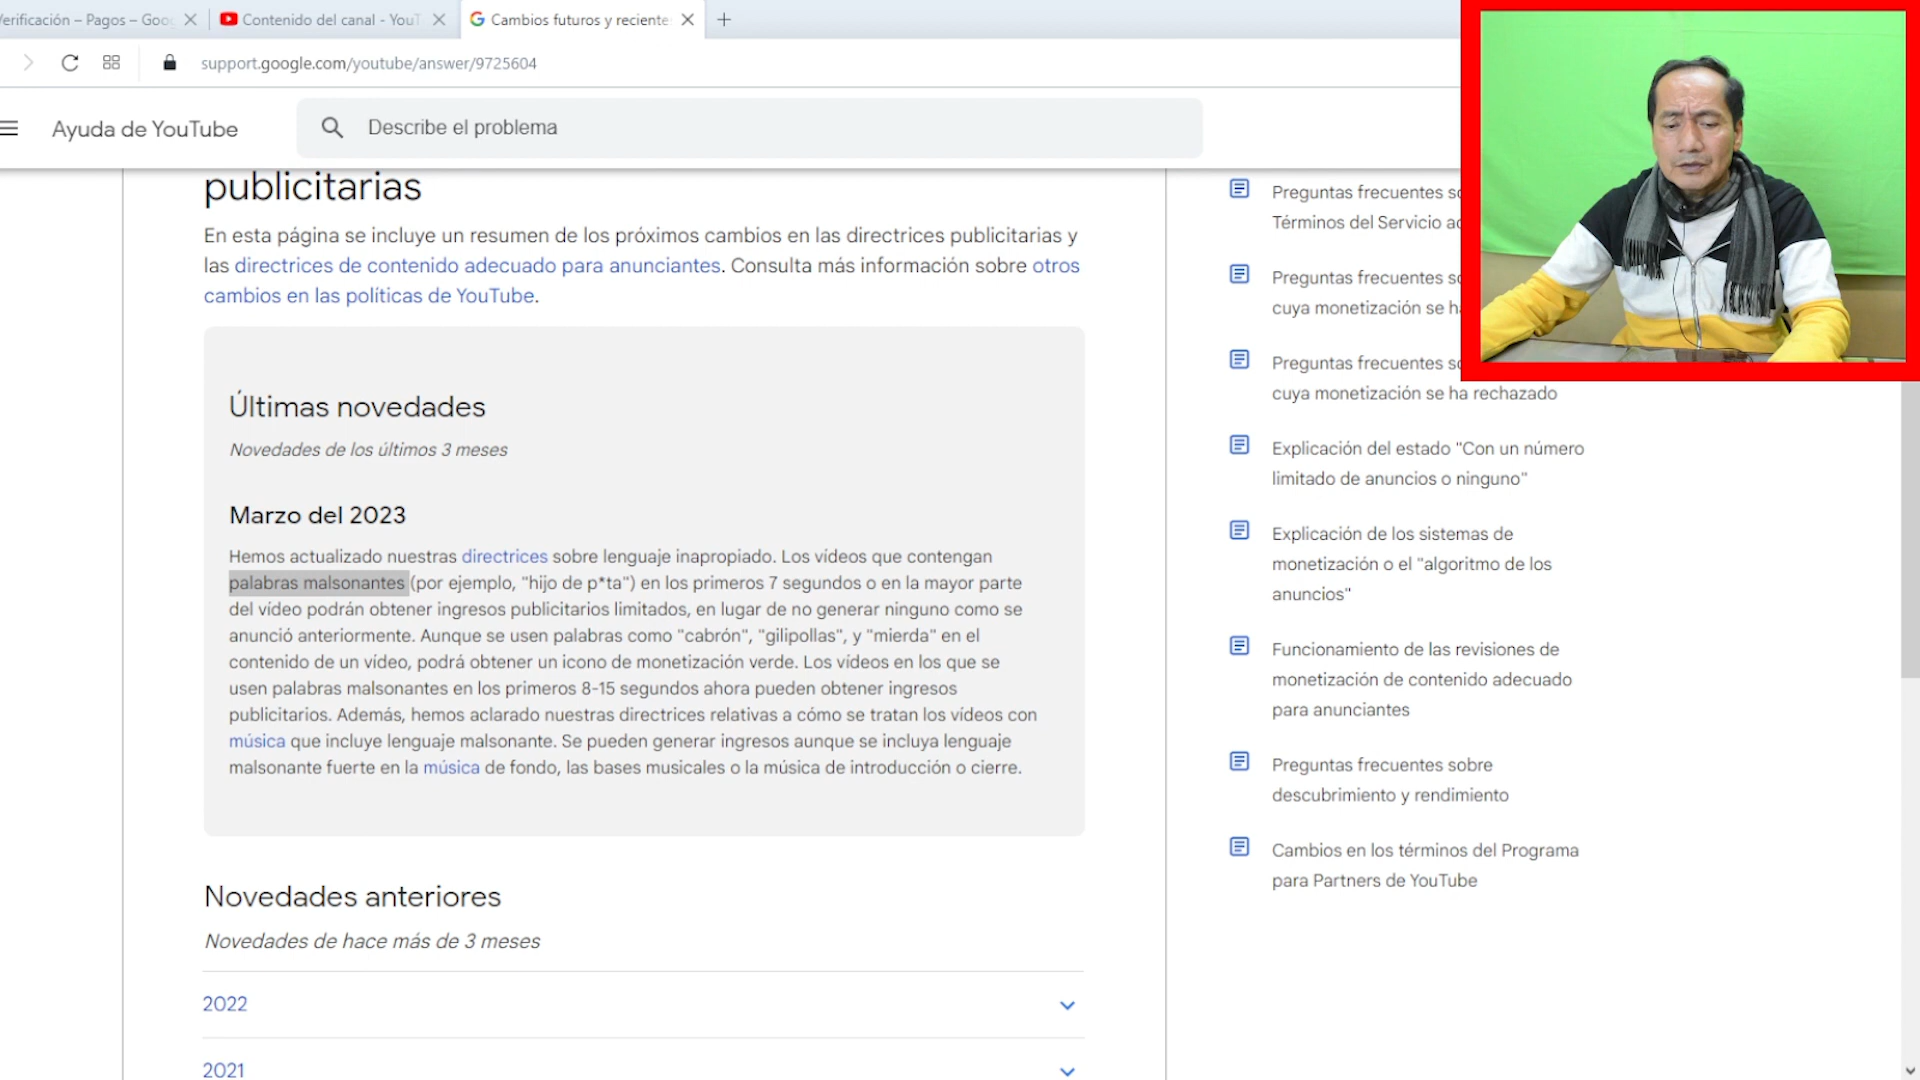 Verificación – Pagos – Goo
Contenido del canal - YouT
Cambios futuros y reciente
support.google.com/youtube/answer/9725604
Ayuda de YouTube
Describe el problema
publicitarias
En esta página se incluye un resumen de los próximos cambios en las directrices publicitarias y
las directrices de contenido adecuado para anunciantes. Consulta más información sobre otros
cambios en las políticas de YouTube.
Últimas novedades
Novedades de los últimos 3 meses
Marzo del 2023
Hemos actualizado nuestras directrices sobre lenguaje inapropiado. Los vídeos que contengan
palabras malsonantes (por ejemplo, "hijo de p*ta") en los primeros 7 segundos o en la mayor parte
del vídeo podrán obtener ingresos publicitarios limitados, en lugar de no generar ninguno como se
anunció anteriormente. Aunque se usen palabras como "cabrón", "gilipollas", y "mierda" en el
contenido de un vídeo, podrá obtener un icono de monetización verde. Los vídeos en los que se
usen palabras malsonantes en los primeros 8-15 segundos ahora pueden obtener ingresos
publicitarios. Además, hemos aclarado nuestras directrices relativas a cómo se tratan los vídeos con
música que incluye lenguaje malsonante. Se pueden generar ingresos aunque se incluya lenguaje
malsonante fuerte en la música de fondo, las bases musicales o la música de introducción o cierre.
Novedades anteriores
Novedades de hace más de 3 meses
2022
2021
Preguntas frecuentes so
Términos del Servicio ac
Preguntas frecuentes so
cuya monetización se ha
Preguntas frecuentes so
cuya monetización se ha rechazado
Explicación del estado "Con un número
limitado de anuncios o ninguno"
Explicación de los sistemas de
monetización o el "algoritmo de los
anuncios"
Funcionamiento de las revisiones de
monetización de contenido adecuado
para anunciantes
Preguntas frecuentes sobre
descubrimiento y rendimiento
Cambios en los términos del Programa
para Partners de YouTube